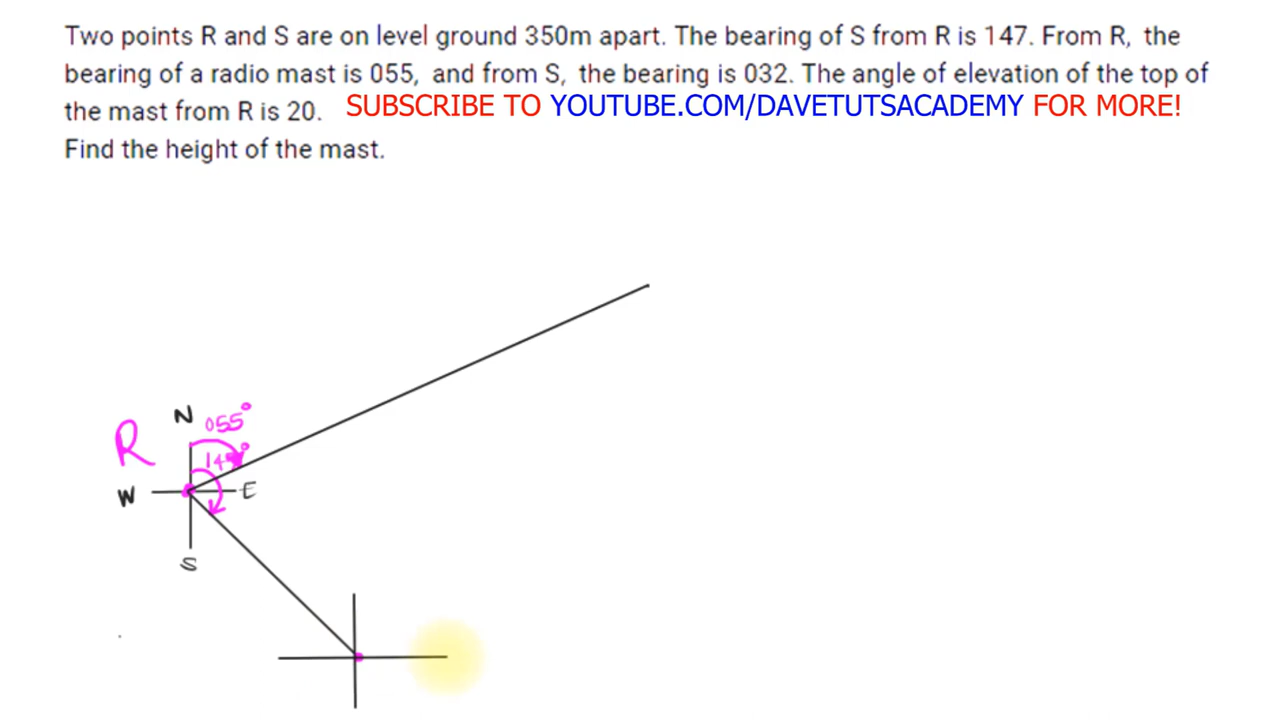 Two points R and S are on level ground 350m apart. The bearing of S from R is 147. From R, the
bearing of a radio mast is 055, and from S, the bearing is 032. The angle of elevation of the top of
the mast from R is 20. SUBSCRIBE TO YOUTUBE.COM/DAVETUTSACADEMY FOR MORE!
Find the height of the mast.
N 055°
R 147°
W E
S